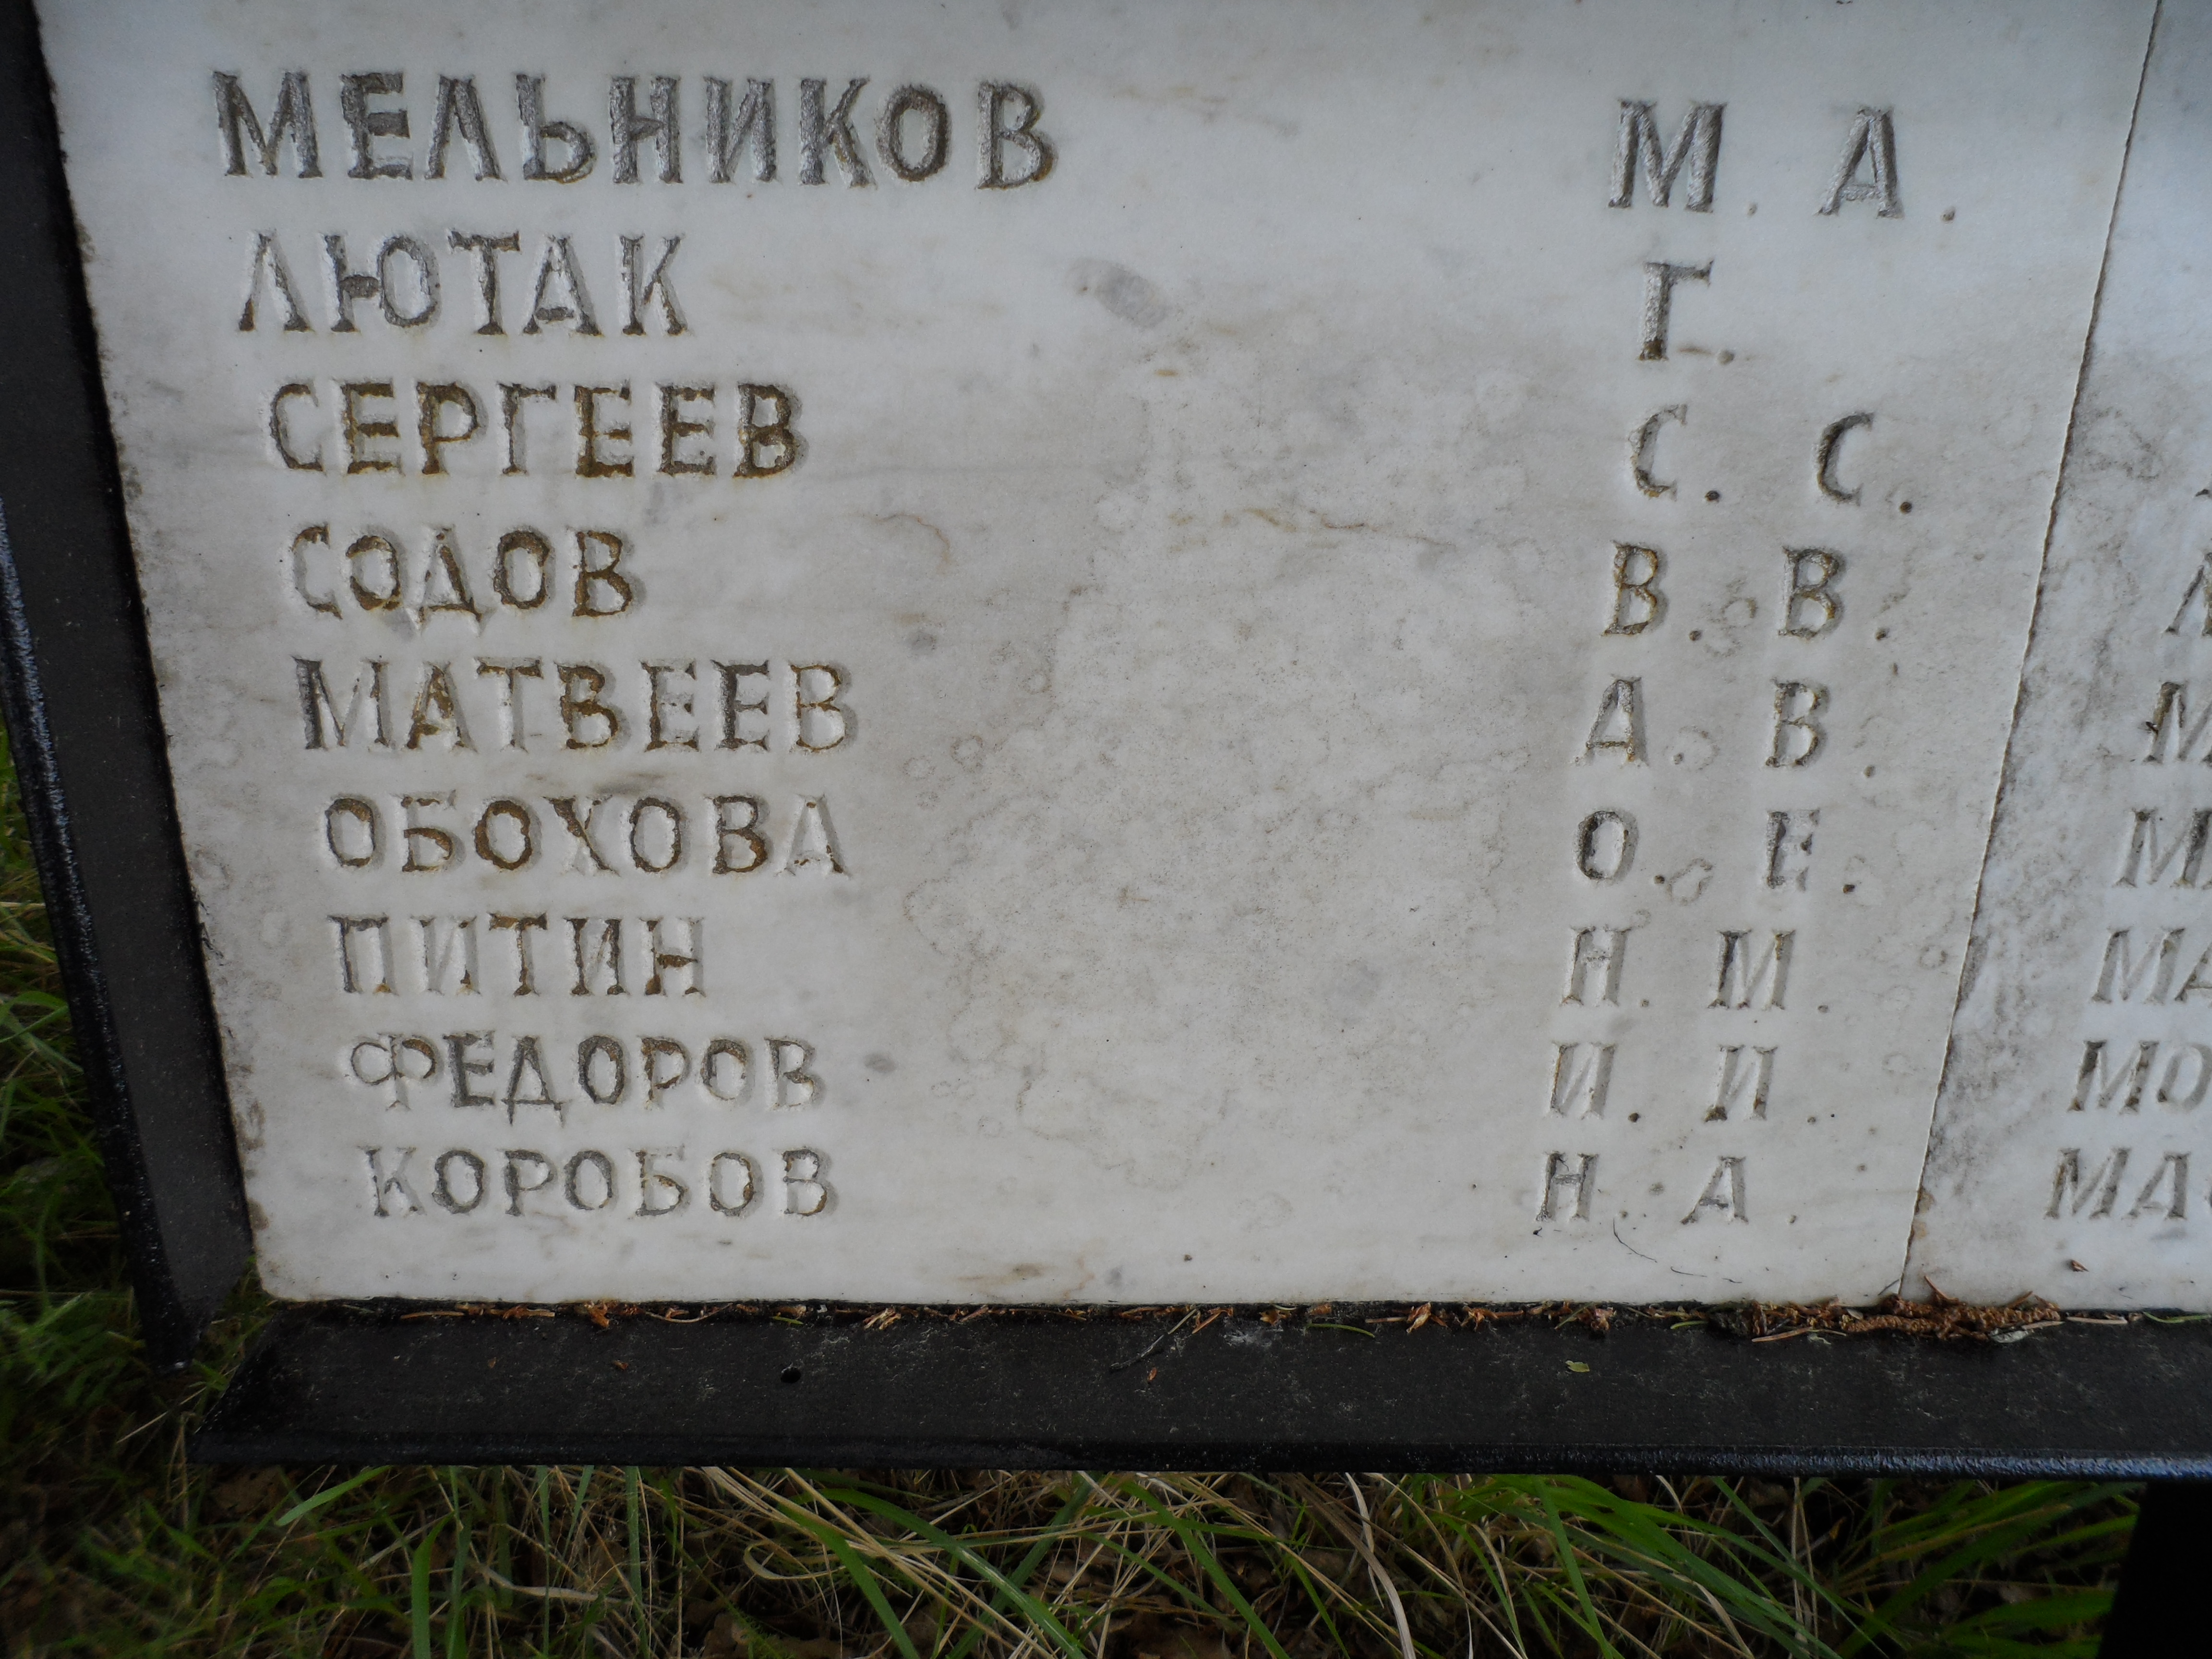 МЕЛЬНИКОВ М. А.
ЛЮТАК Г.
СЕРГЕЕВ С. С.
СОДОВ В. В.
МАТВЕЕВ А. В.
ОБОХОВА О. Е.
ПИТИН Н. М.
ФЕДОРОВ И. И.
КОРОБОВ Н. А.